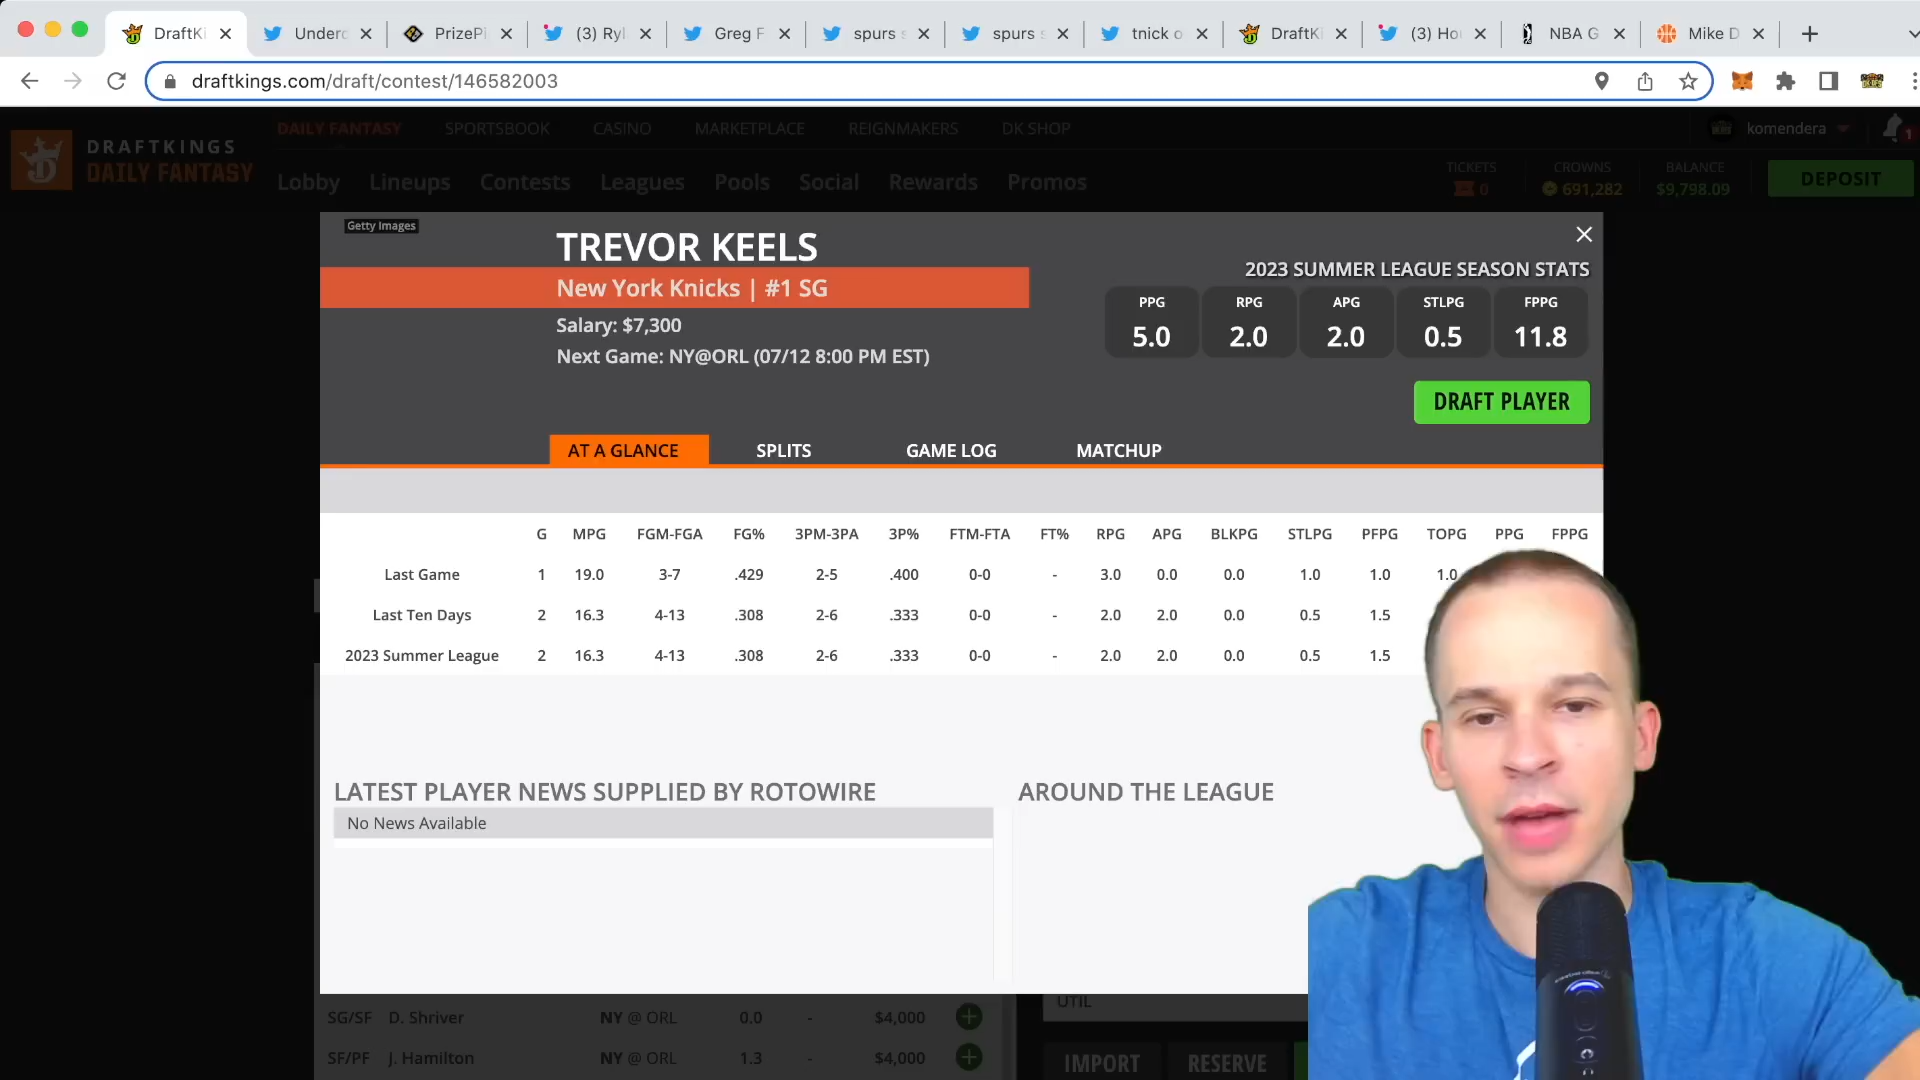 DraftKi
Underd
PrizePi
(3) Ryl
Greg F
spurs s
spurs s
tnick o
DraftKi
(3) Ho
NBA G
Mike D
draftkings.com/draft/contest/146582003
DRAFTKINGS
DAILY FANTASY
DAILY FANTASY SPORTSBOOK CASINO MARKETPLACE REIGNMAKERS DK SHOP
komendera
1
Lobby Lineups Contests Leagues Pools Social Rewards Promos
TICKETS
0
CROWNS
691,282
BALANCE
$9,798.09
DEPOSIT
Getty Images
TREVOR KEELS
New York Knicks | #1 SG
Salary: $7,300
Next Game: NY@ORL (07/12 8:00 PM EST)
2023 SUMMER LEAGUE SEASON STATS
PPG RPG APG STLPG FPPG
5.0 2.0 2.0 0.5 11.8
DRAFT PLAYER
AT A GLANCE SPLITS GAME LOG MATCHUP
G MPG FGM-FGA FG% 3PM-3PA 3P% FTM-FTA FT% RPG APG BLKPG STLPG PFPG TOPG PPG FPPG
Last Game 1 19.0 3-7 .429 2-5 .400 0-0 - 3.0 0.0 0.0 1.0 1.0 1.0
Last Ten Days 2 16.3 4-13 .308 2-6 .333 0-0 - 2.0 2.0 0.0 0.5 1.5
2023 Summer League 2 16.3 4-13 .308 2-6 .333 0-0 - 2.0 2.0 0.0 0.5 1.5
LATEST PLAYER NEWS SUPPLIED BY ROTOWIRE
No News Available
AROUND THE LEAGUE
SG/SF D. Shriver NY @ ORL 0.0 - $4,000
SF/PF J. Hamilton NY @ ORL 1.3 - $4,000
UTIL
IMPORT RESERVE